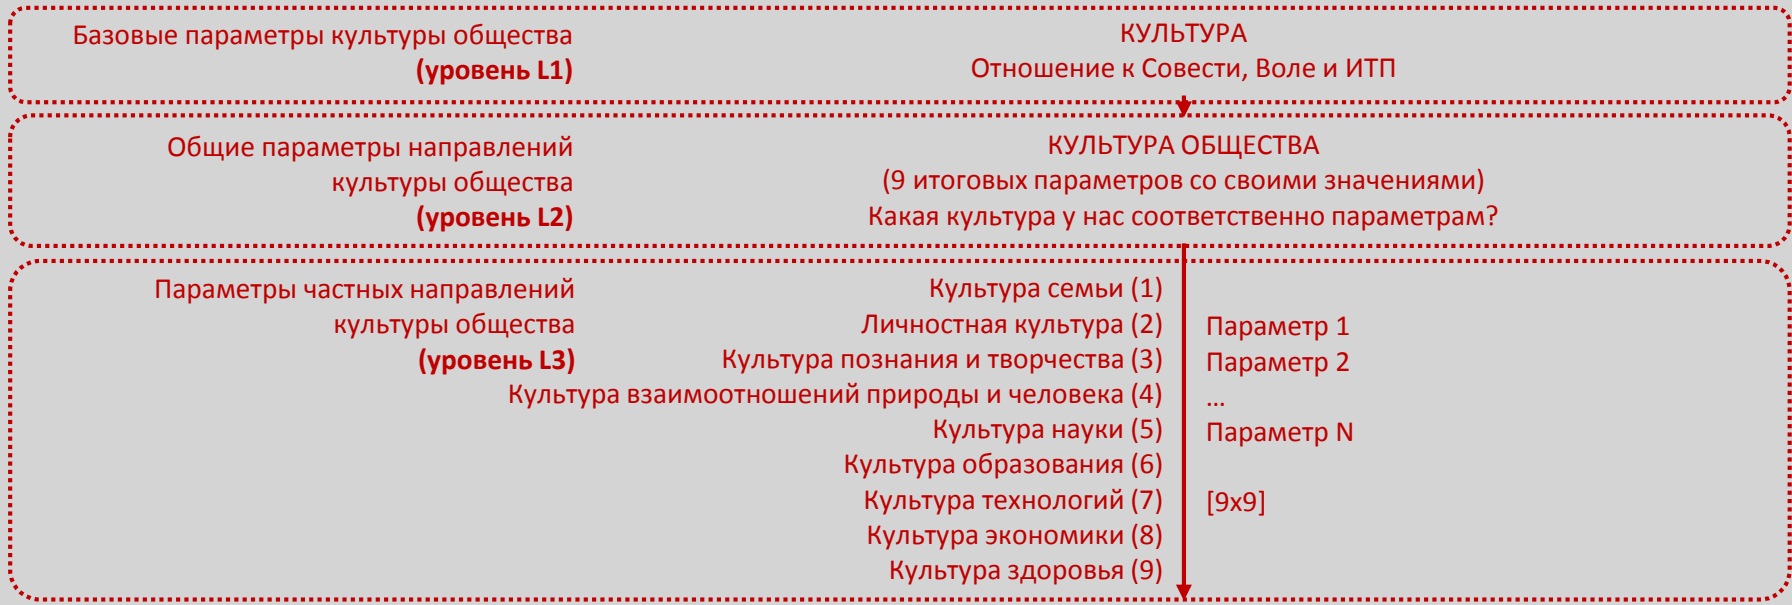 Базовые параметры культуры общества
(уровень L1)
КУЛЬТУРА
Отношение к Совести, Воле и ИТП
Общие параметры направлений
культуры общества
(уровень L2)
КУЛЬТУРА ОБЩЕСТВА
(9 итоговых параметров со своими значениями)
Какая культура у нас соответственно параметрам?
Параметры частных направлений
культуры общества
(уровень L3)
Культура семьи (1)
Личностная культура (2)
Культура познания и творчества (3)
Культура взаимоотношений природы и человека (4)
Культура науки (5)
Культура образования (6)
Культура технологий (7)
Культура экономики (8)
Культура здоровья (9)
Параметр 1
Параметр 2
...
Параметр N
[9x9]